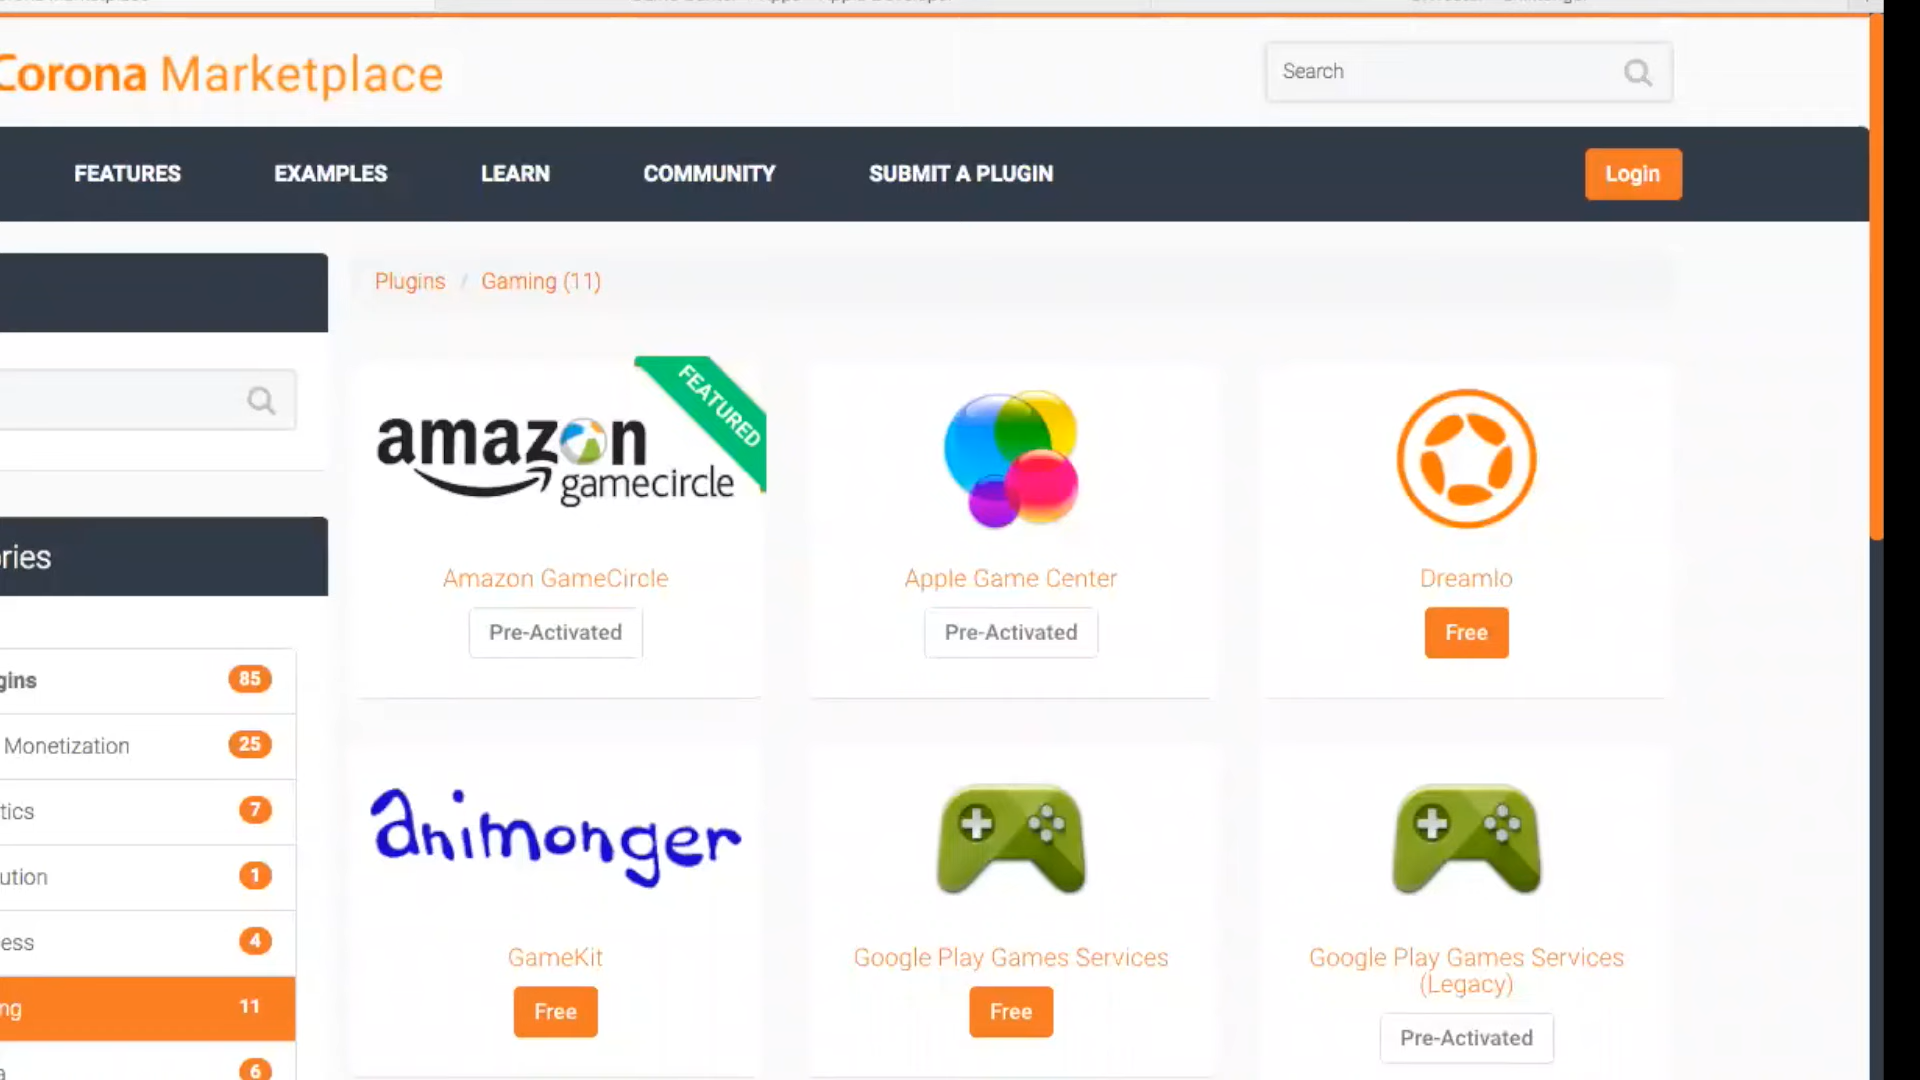 Corona Marketplace
Search
FEATURES EXAMPLES LEARN COMMUNITY SUBMIT A PLUGIN Login
Plugins / Gaming (11)
FEATURED
amazon
gamecircle
Amazon GameCircle
Pre-Activated
Apple Game Center
Pre-Activated
Dreamlo
Free
ries
gins 85
Monetization 25
tics 7
ution 1
ess 4
ng 11
6
animonger
GameKit
Free
Google Play Games Services
Free
Google Play Games Services
(Legacy)
Pre-Activated